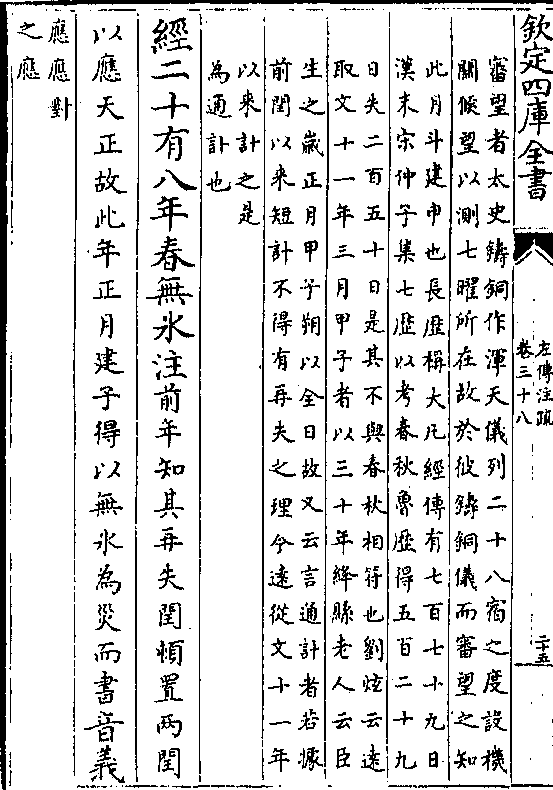 欽定四庫全書
左傳注疏
卷三十八
二十五
審望者太史鑄銅作渾天儀列二十八宿之度設機
關候望以測七曜所在故於彼鑄銅儀而審望之知
此月斗建申也長歷稱大凡經傳有七百七十九日
漢末宋仲子集七歴以考春秋魯歴得五百二十九
日失二百五十日是其不與春秋相符也劉炫云遠
取文十一年三月甲子者以三十年絳縣老人云臣
生之歲正月甲子朔以全日故又云言通計者若據
前閏以來短計不得有再失之理今遠從文十一年
以來計之是
為通計也
經二十有八年春無氷注前年知其再失閏頓置兩閏
以應天正故此年正月建子得以無氷為災而書音義
應應對
之應